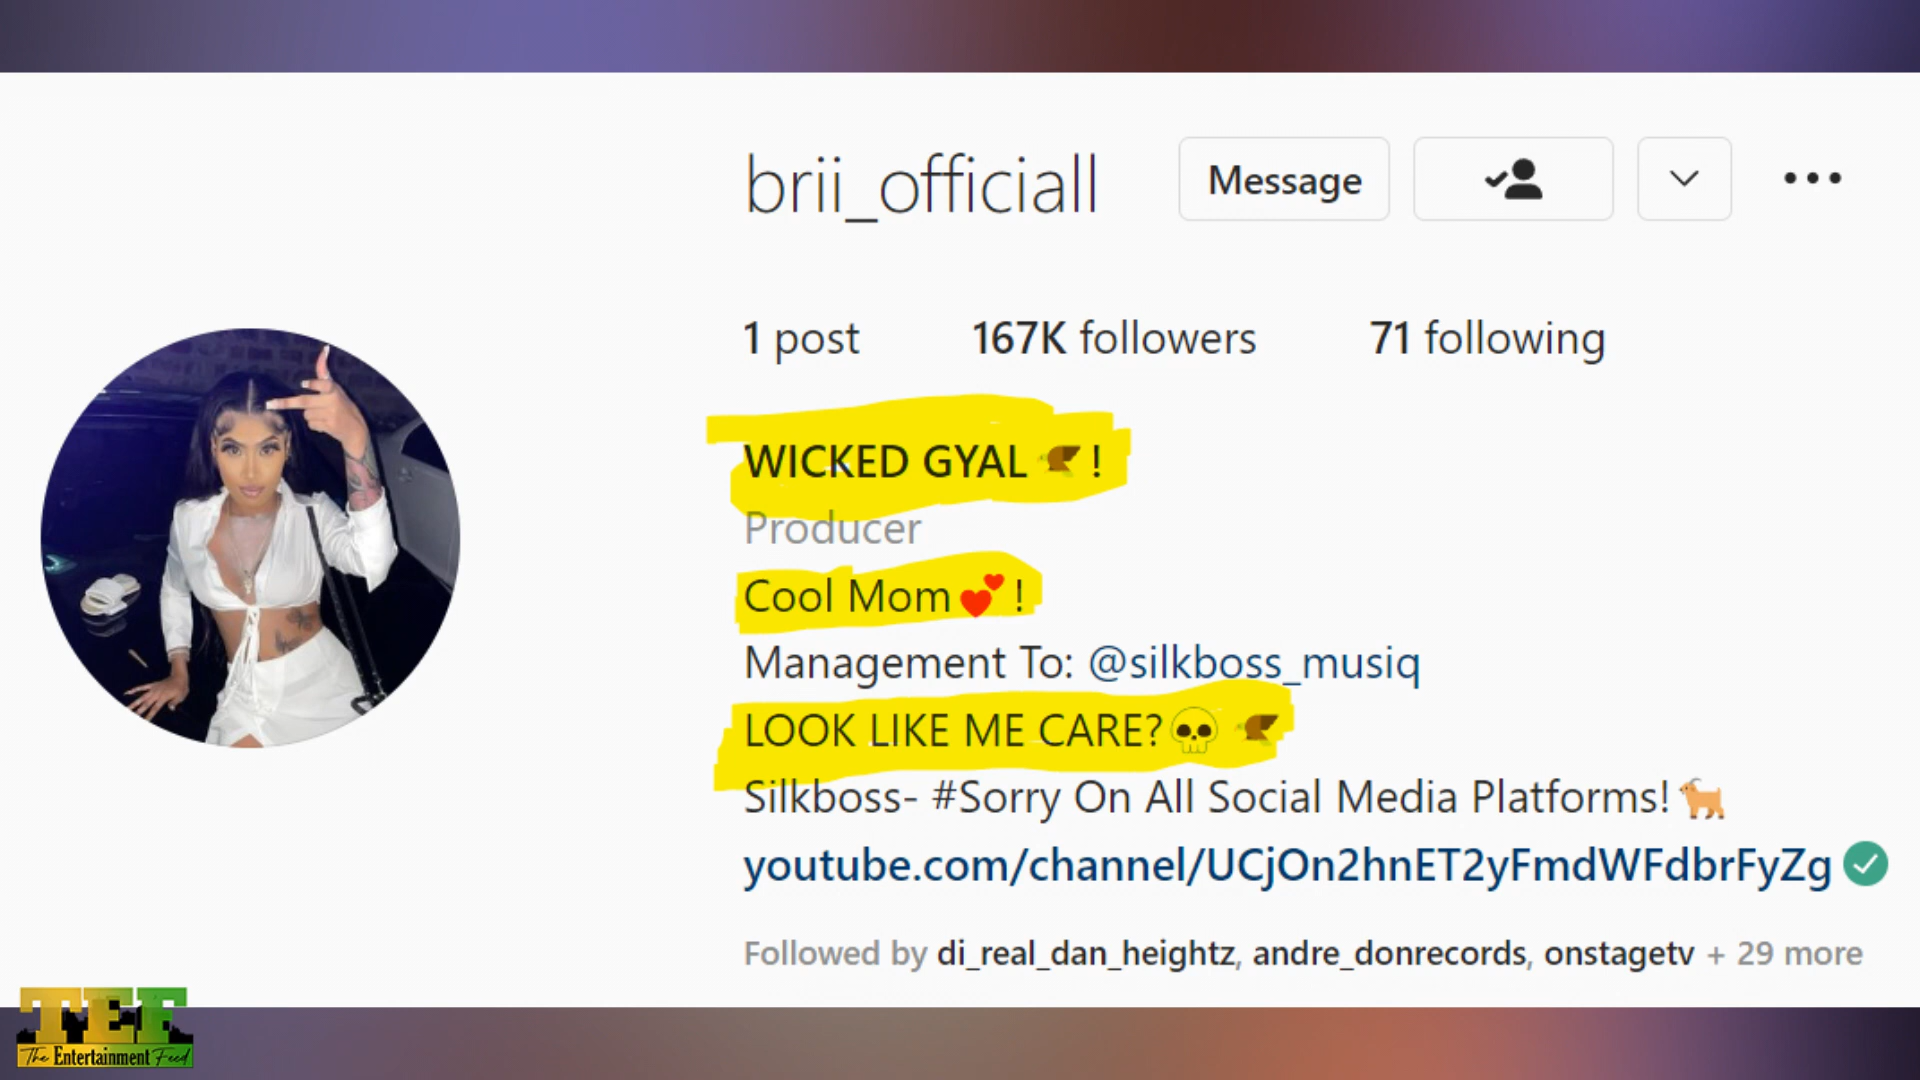 brii_officiall Message
1 post 167K followers 71 following
WICKED GYAL 🦅!
Producer
Cool Mom💕!
Management To: @silkboss_musiq
LOOK LIKE ME CARE?💀 🦅
Silkboss- #Sorry On All Social Media Platforms!🐐
youtube.com/channel/UCjOn2hnET2yFmdWFdbrFyZg
Followed by di_real_dan_heightz, andre_donrecords, onstagetv + 29 more
TEF
The Entertainment Feed